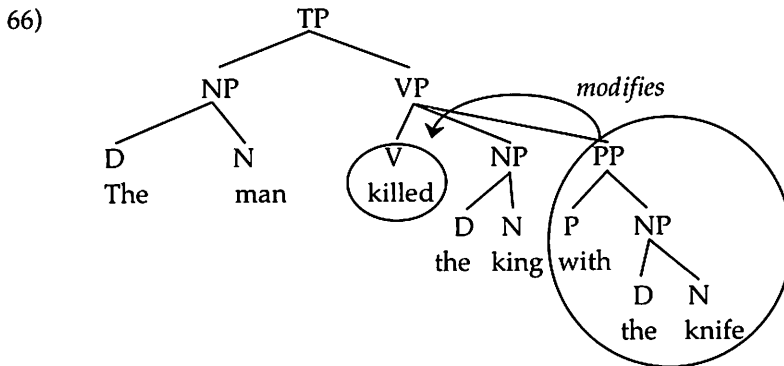 66) TP
NP VP modifies
D N V NP PP
The man killed D N P NP
the king with D N
the knife